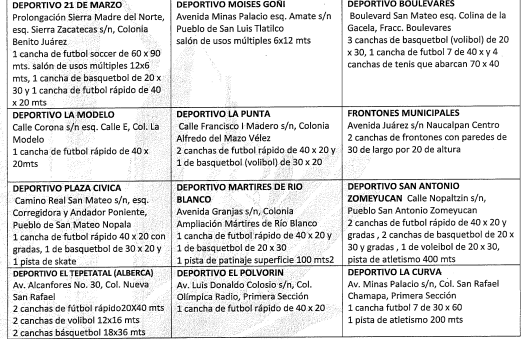 DEPORTIVO 21 DE MARZO
Prolongación Sierra Madre del Norte,
esq. Sierra Zacatecas s/n, Colonia
Benito Juárez
1 cancha de futbol soccer de 60 x 90
mts. salón de usos múltiples 12x6
mts, 1 cancha de basquetbol de 20 x
30 y 1 cancha de futbol rápido de 40
x 20 mts
DEPORTIVO MOISES GOÑI
Avenida Minas Palacio esq. Amate s/n
Pueblo de San Luis Tlatilco
salón de usos múltiples 6x12 mts
DEPORTIVO BOULEVARES
Boulevard San Mateo esq. Colina de la
Gacela, Fracc. Boulevares
3 canchas de basquetbol (volibol) de 20
x 30, 1 cancha futbol 7 de 40 x y 4
canchas de tenis que abarcan 70 x 40
DEPORTIVO LA MODELO
Calle Corona s/n esq. Calle E, Col. La
Modelo
1 cancha de futbol rápido de 40 x
20mts
DEPORTIVO LA PUNTA
Calle Francisco I Madero s/n, Colonia
Alfredo del Mazo Vélez
2 canchas de futbol rápido de 40 x 20 y
1 de basquetbol (volibol) de 30 x 20
FRONTONES MUNICIPALES
Avenida Juárez s/n Naucalpan Centro
2 canchas de frontones con paredes de
30 de largo por 20 de altura
DEPORTIVO PLAZA CIVICA
Camino Real San Mateo s/n, esq.
Corregidora y Andador Poniente,
Pueblo de San Mateo Nopala
1 cancha de futbol rápido 40 x 20 con
gradas, 1 de basquetbol de 30 x 20 y
1 pista de skate
DEPORTIVO MARTIRES DE RIO
BLANCO
Avenida Granjas s/n, Colonia
Ampliación Mártires de Río Blanco
1 cancha de futbol rápido de 40 x 20 y
1 de basquetbol de 20 x 30
1 pista de patinaje superficie 100 mts2
DEPORTIVO SAN ANTONIO
ZOMEYUCAN Calle Nopaltzin s/n,
Pueblo San Antonio Zomeyucan
2 canchas de futbol rápido de 40 x 20 y
gradas , 2 canchas de basquetbol de 20 x
30 y gradas , 1 de voleibol de 20 x 30,
pista de atletismo 400 mts
DEPORTIVO EL TEPETATAL (ALBERCA)
Av. Alcanfores No. 30, Col. Nueva
San Rafael
2 canchas de fútbol rápido20X40 mts
2 canchas de volibol 12x16 mts
2 canchas básquetbol 18x36 mts
DEPORTIVO EL POLVORIN
Av. Luis Donaldo Colosio s/n, Col.
Olímpica Radio, Primera Sección
1 cancha de futbol rápido de 40 x 20
DEPORTIVO LA CURVA
Av. Minas Palacio s/n, Col. San Rafael
Chamapa, Primera Sección
1 cancha futbol 7 de 30 x 60
1 pista de atletismo 200 mts